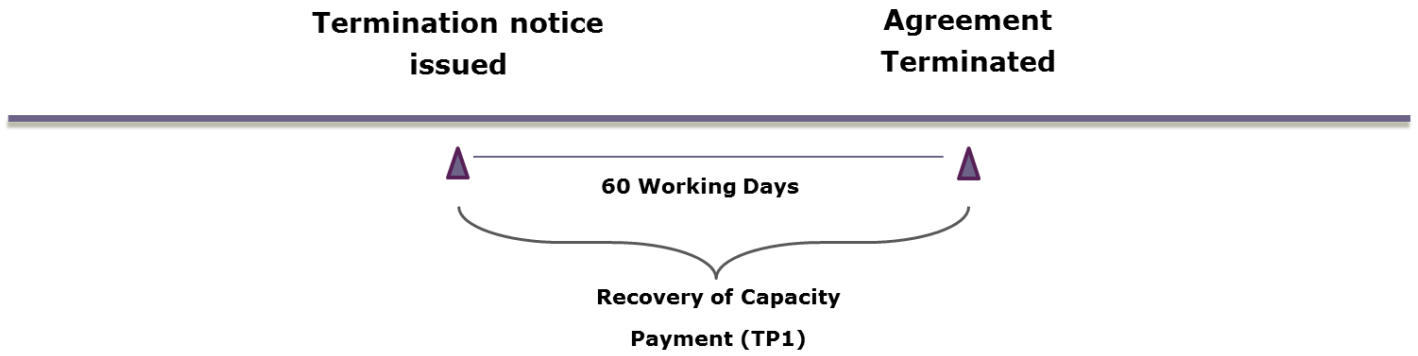 Termination notice
issued
Agreement
Terminated
60 Working Days
Recovery of Capacity
Payment (TP1)